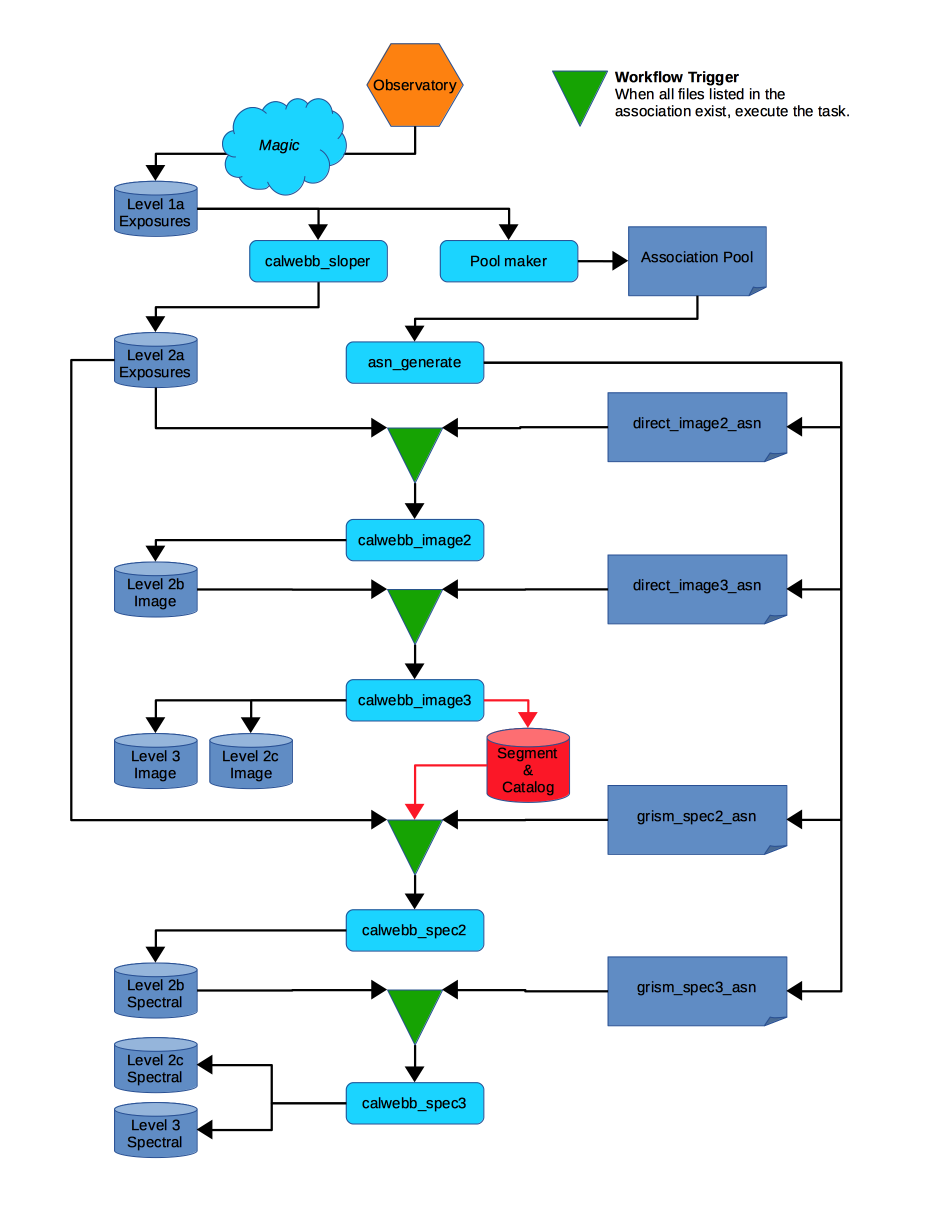 Observatory
Workflow Trigger
When all files listed in the
association exist, execute the task.
Magic
Level 1a
Exposures
calwebb_sloper
Pool maker
Association Pool
Level 2a
Exposures
asn_generate
direct_image2_asn
calwebb_image2
Level 2b
Image
direct_image3_asn
calwebb_image3
Level 3
Image
Level 2c
Image
Segment
&
Catalog
grism_spec2_asn
calwebb_spec2
Level 2b
Spectral
grism_spec3_asn
Level 2c
Spectral
calwebb_spec3
Level 3
Spectral